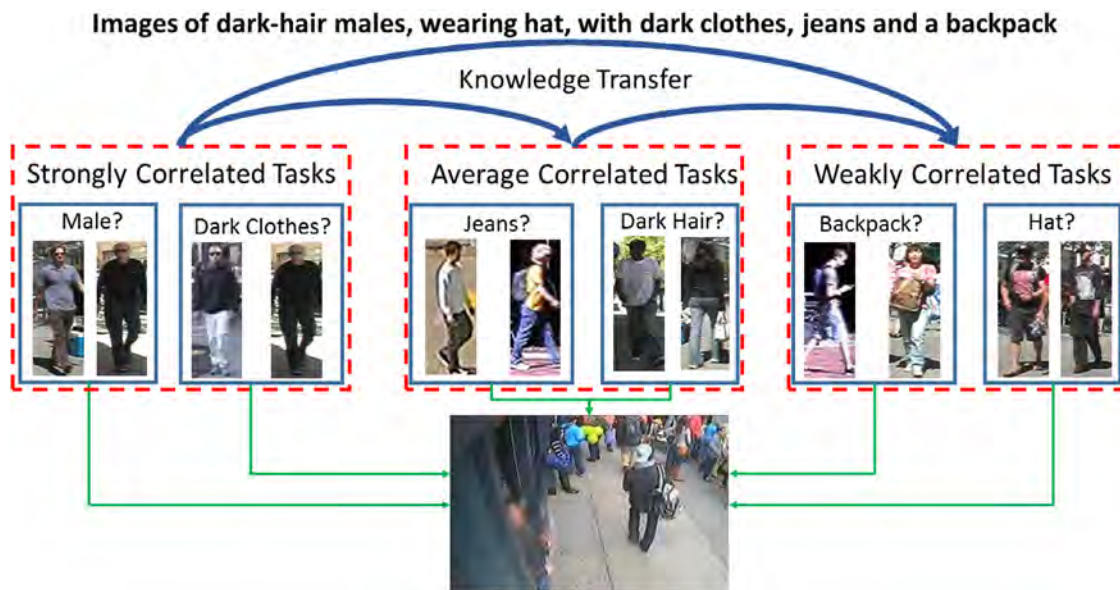 Images of dark-hair males, wearing hat, with dark clothes, jeans and a backpack
Knowledge Transfer
Strongly Correlated Tasks
Male?
Dark Clothes?
Average Correlated Tasks
Jeans?
Dark Hair?
Weakly Correlated Tasks
Backpack?
Hat?